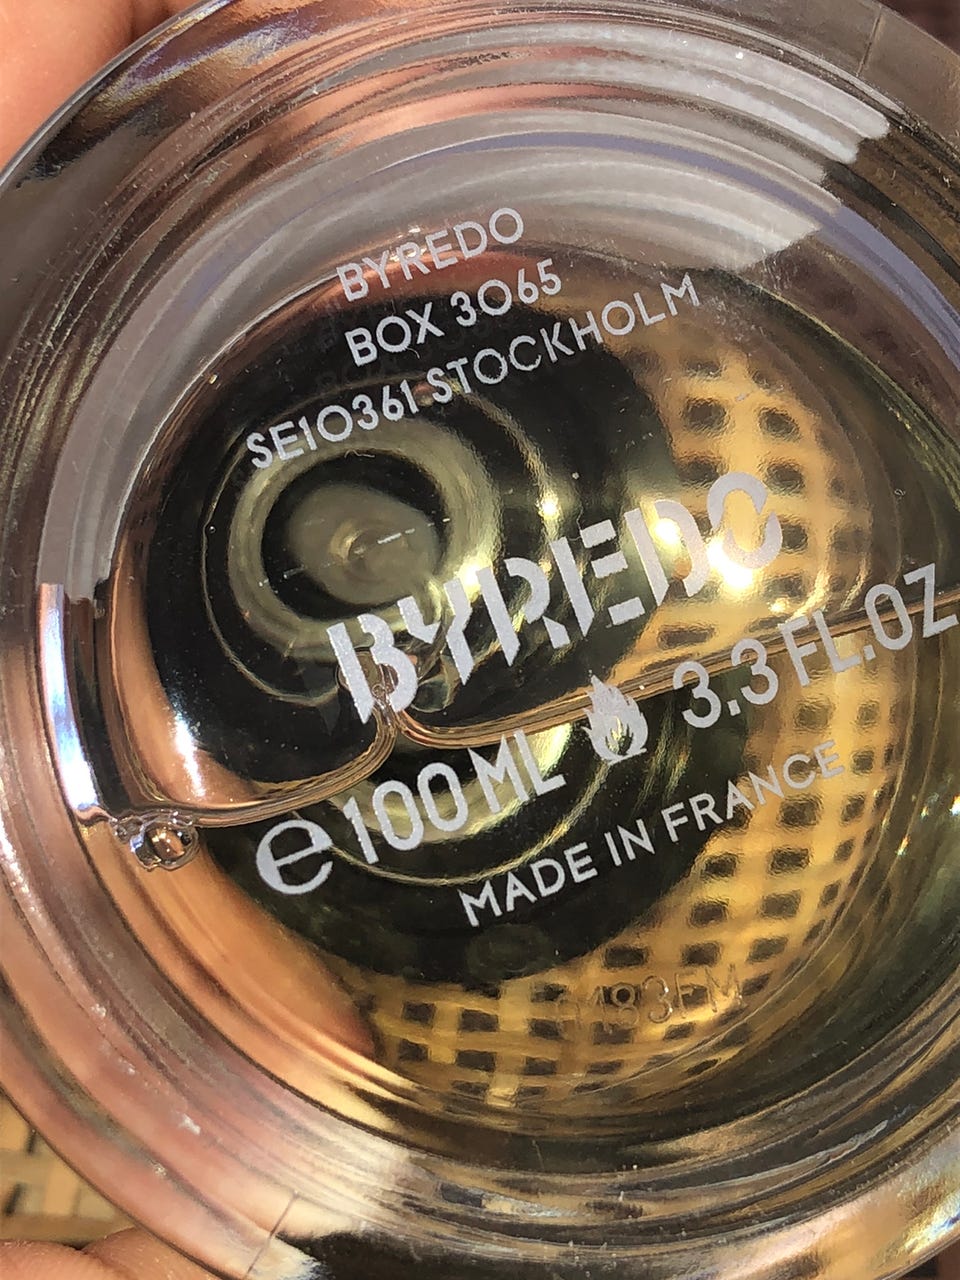 BYREDO
BOX 3065
SE10361 STOCKHOLM
BYREDO
e 100 ML 3.3 FL.OZ
MADE IN FRANCE